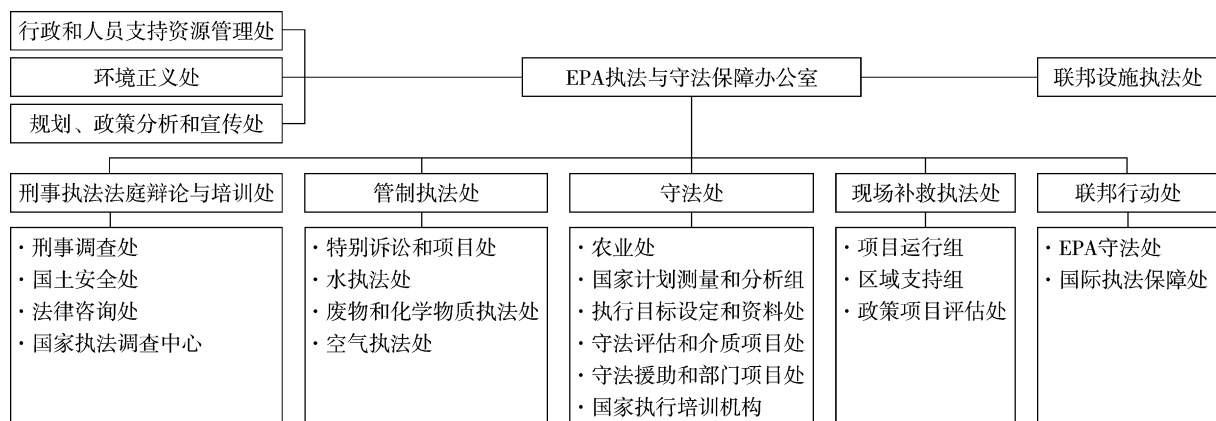 行政和人员支持资源管理处
环境正义处
规划、政策分析和宣传处
EPA执法与守法保障办公室
联邦设施执法处
刑事执法法庭辩论与培训处
·刑事调查处
·国土安全处
·法律咨询处
·国家执法调查中心
管制执法处
·特别诉讼和项目处
·水执法处
·废物和化学物质执法处
·空气执法处
守法处
·农业处
·国家计划测量和分析组
·执行目标设定和资料处
·守法评估和介质项目处
·守法援助和部门项目处
·国家执行培训机构
现场补救执法处
·项目运行组
·区域支持组
·政策项目评估处
联邦行动处
·EPA守法处
·国际执法保障处